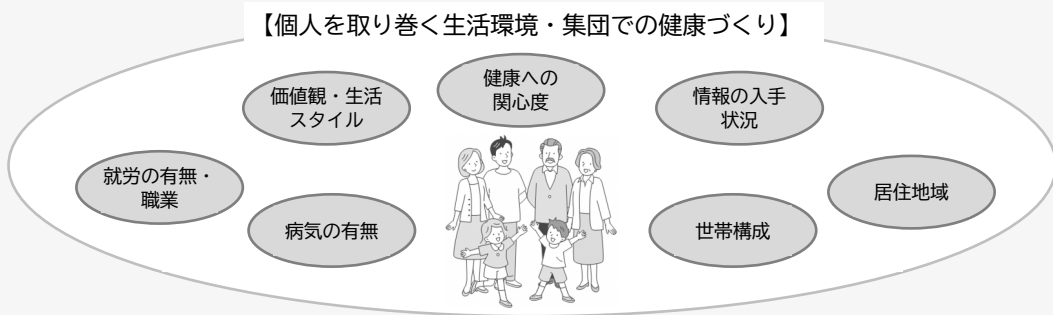 【個人を取り巻く生活環境・集団での健康づくり】
健康への
関心度
価値観・生活
スタイル
情報の入手
状況
就労の有無・
職業
居住地域
病気の有無
世帯構成